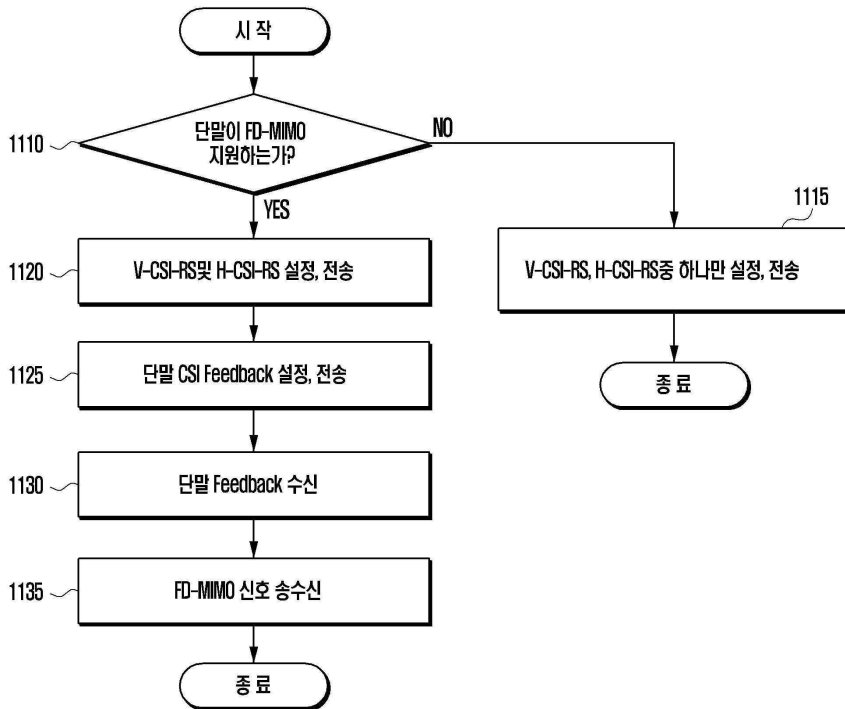 시 작
1110
단말이 FD-MIMO
지원하는가?
NO
YES
1115
1120
V-CSI-RS및 H-CSI-RS 설정, 전송
V-CSI-RS, H-CSI-RS중 하나만 설정, 전송
1125
단말 CSI Feedback 설정, 전송
종 료
1130
단말 Feedback 수신
1135
FD-MIMO 신호 송수신
종 료